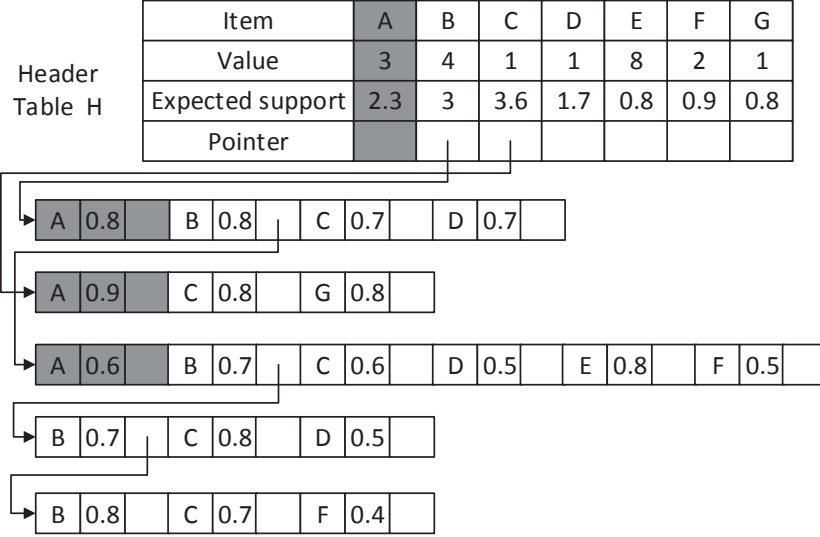 Item A B C D E F G
Header Table H
Value 3 4 1 1 8 2 1
Expected support 2.3 3 3.6 1.7 0.8 0.9 0.8
Pointer
A 0.8 B 0.8 C 0.7 D 0.7
A 0.9 C 0.8 G 0.8
A 0.6 B 0.7 C 0.6 D 0.5 E 0.8 F 0.5
B 0.7 C 0.8 D 0.5
B 0.8 C 0.7 F 0.4